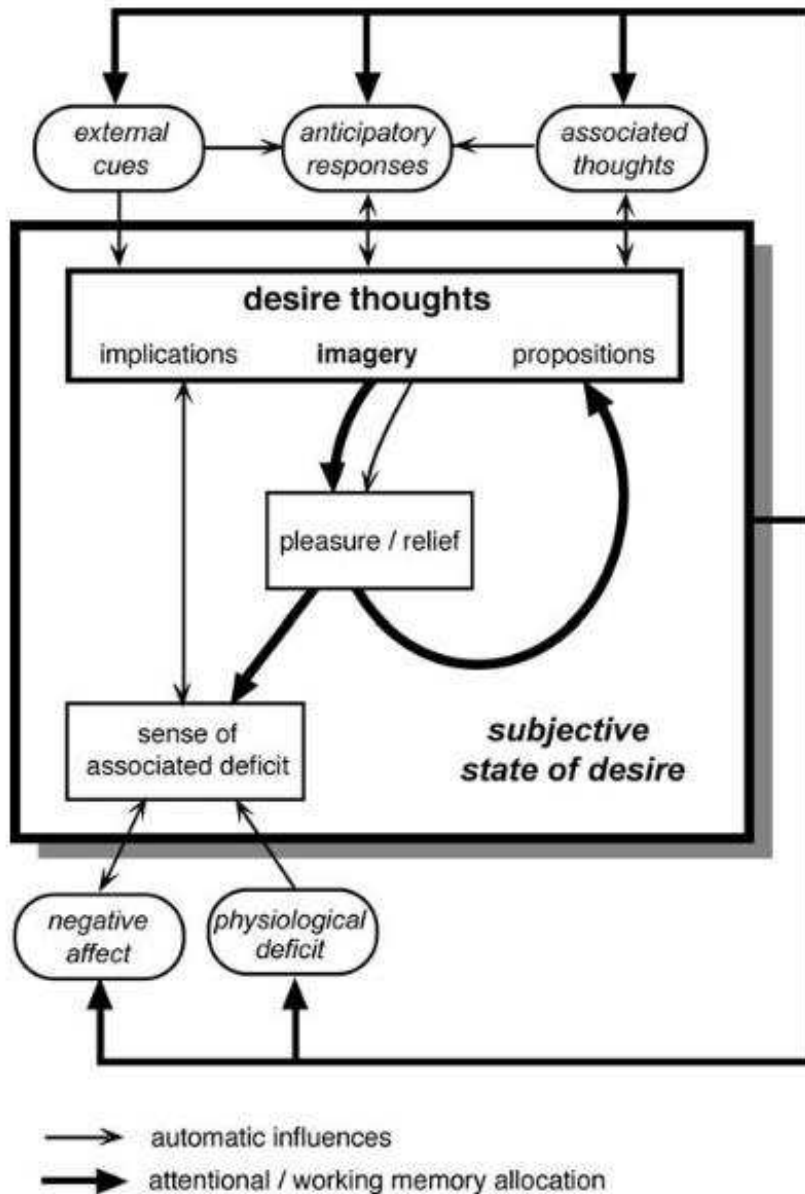 external
cues
anticipatory
responses
associated
thoughts
desire thoughts
implications imagery propositions
pleasure / relief
sense of
associated deficit
subjective
state of desire
negative
affect
physiological
deficit
automatic influences
attentional / working memory allocation